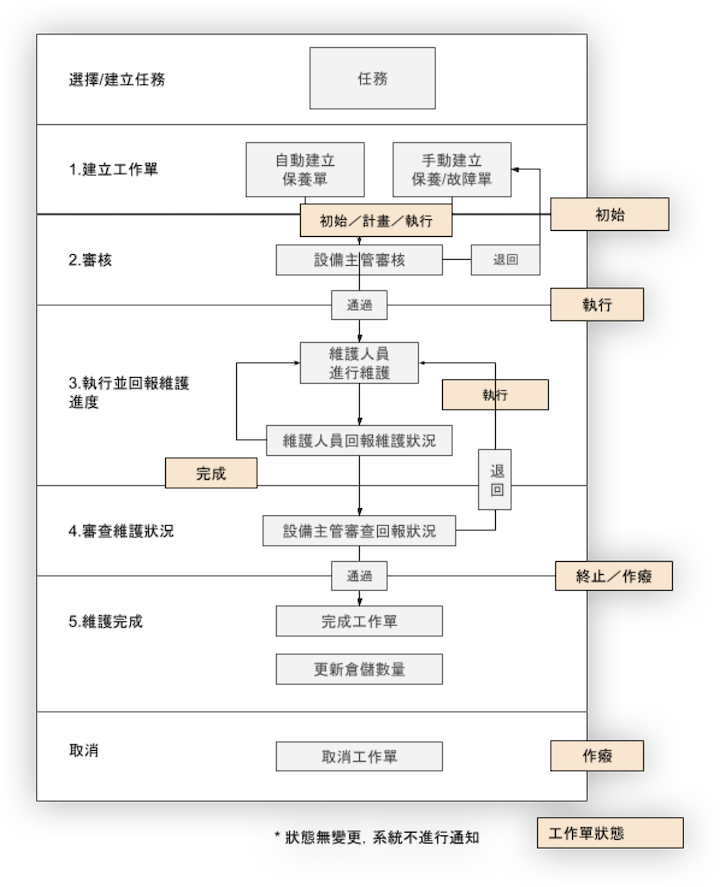 選擇/建立任務
任務
1.建立工作單
自動建立
保養單
手動建立
保養/故障單
初始／計畫／執行
初始
2.審核
設備主管審核
退回
通過
執行
維護人員
進行維護
3.執行並回報維護
進度
執行
維護人員回報維護狀況
完成
退
回
4.審查維護狀況
設備主管審查回報狀況
通過
終止／作癈
5.維護完成
完成工作單
更新倉儲數量
取消
取消工作單
作癈
* 狀態無變更, 系統不進行通知
工作單狀態